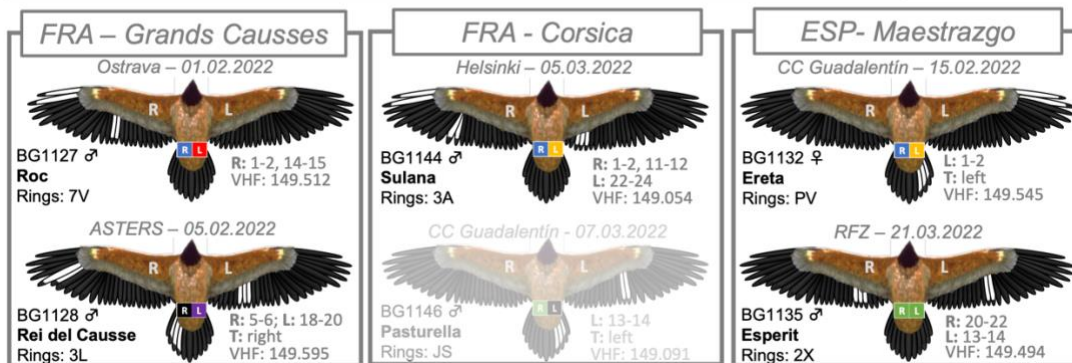 FRA – Grands Causses
Ostrava – 01.02.2022
R L
R L
BG1127 ♂
Roc
Rings: 7V
R: 1-2, 14-15
VHF: 149.512
ASTERS – 05.02.2022
R L
R L
BG1128 ♂
Rei del Causse
Rings: 3L
R: 5-6; L: 18-20
T: right
VHF: 149.595
FRA - Corsica
Helsinki – 05.03.2022
R L
R L
BG1144 ♂
Sulana
Rings: 3A
R: 1-2, 11-12
L: 22-24
VHF: 149.054
CC Guadalentín - 07.03.2022
R L
R L
BG1146 ♂
Pasturella
Rings: JS
L: 13-14
T: left
VHF: 149.091
ESP- Maestrazgo
CC Guadalentín – 15.02.2022
R L
R L
BG1132 ♀
Ereta
Rings: PV
L: 1-2
T: left
VHF: 149.545
RFZ – 21.03.2022
R L
R L
BG1135 ♂
Esperit
Rings: 2X
R: 20-22
L: 13-14
VHF: 149.494